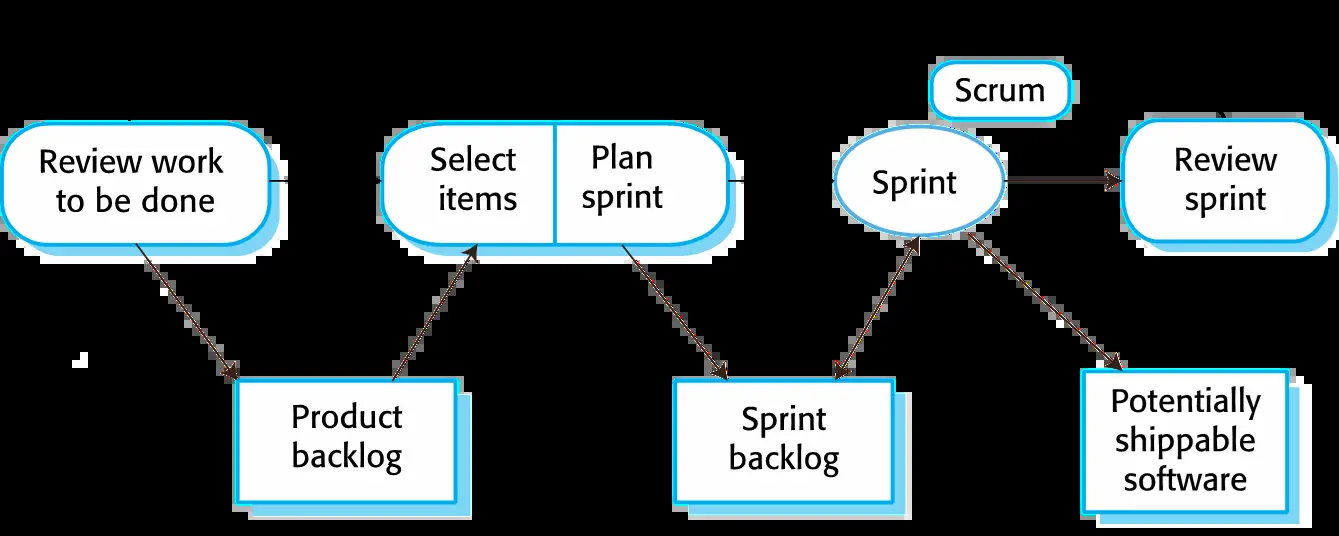 Scrum
Review work
to be done
Select
items
Plan
sprint
Sprint
Review
sprint
Product
backlog
Sprint
backlog
Potentially
shippable
software